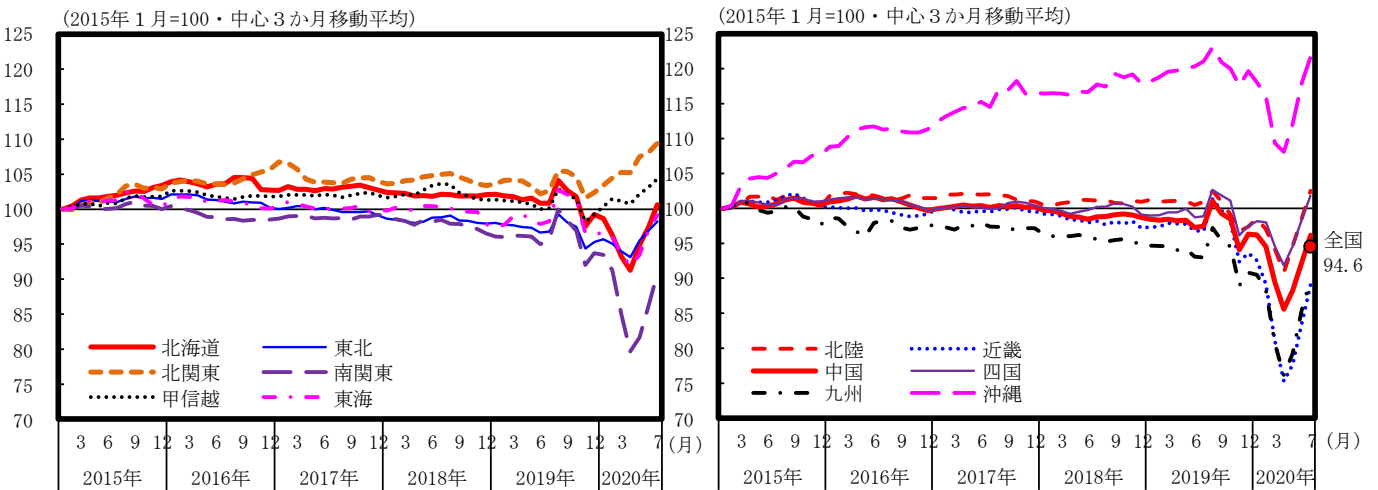 (2015年１月=100・中心３か月移動平均)
125
120
115
110
105
100
95
90
85
80
75
70
北海道
東北
北関東
南関東
甲信越
東海
3 6 9 12 3 6 9 12 3 6 9 12 3 6 9 12 3 6 9 12 3 7 (月)
2015年 2016年 2017年 2018年 2019年 2020年
(2015年１月=100・中心３か月移動平均)
125
120
115
110
105
100
95
90
85
80
75
70
全国
94.6
北陸
近畿
中国
四国
九州
沖縄
3 6 9 12 3 6 9 12 3 6 9 12 3 6 9 12 3 6 9 12 3 7 (月)
2015年 2016年 2017年 2018年 2019年 2020年